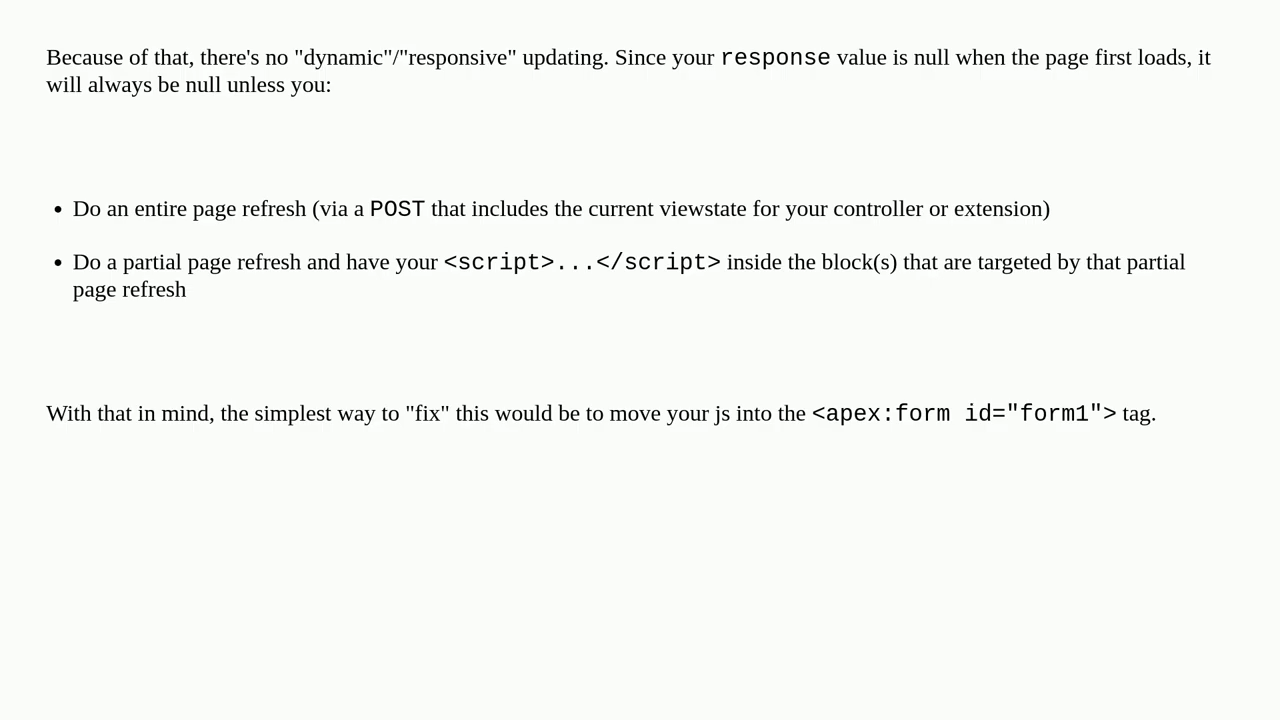 Because of that, there's no "dynamic"/"responsive" updating. Since your response value is null when the page first loads, it
will always be null unless you:
• Do an entire page refresh (via a POST that includes the current viewstate for your controller or extension)
• Do a partial page refresh and have your <script>...</script> inside the block(s) that are targeted by that partial
page refresh
With that in mind, the simplest way to "fix" this would be to move your js into the <apex:form id="form1"> tag.